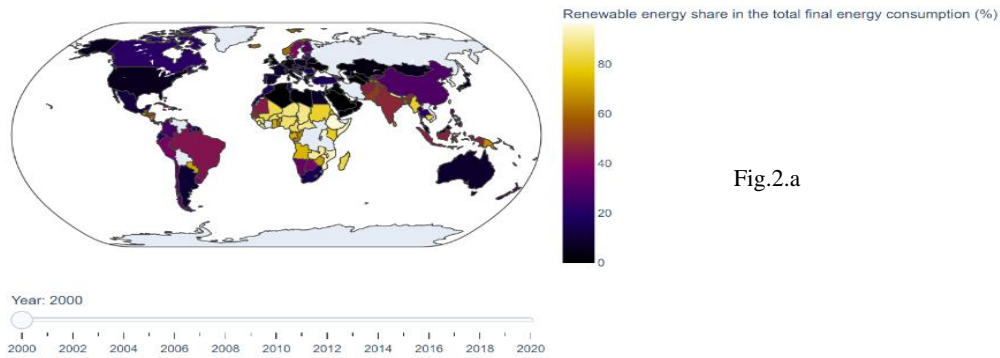 Renewable energy share in the total final energy consumption (%)
80
60
40
20
0
Fig.2.a
Year: 2000
2000 2002 2004 2006 2008 2010 2012 2014 2016 2018 2020